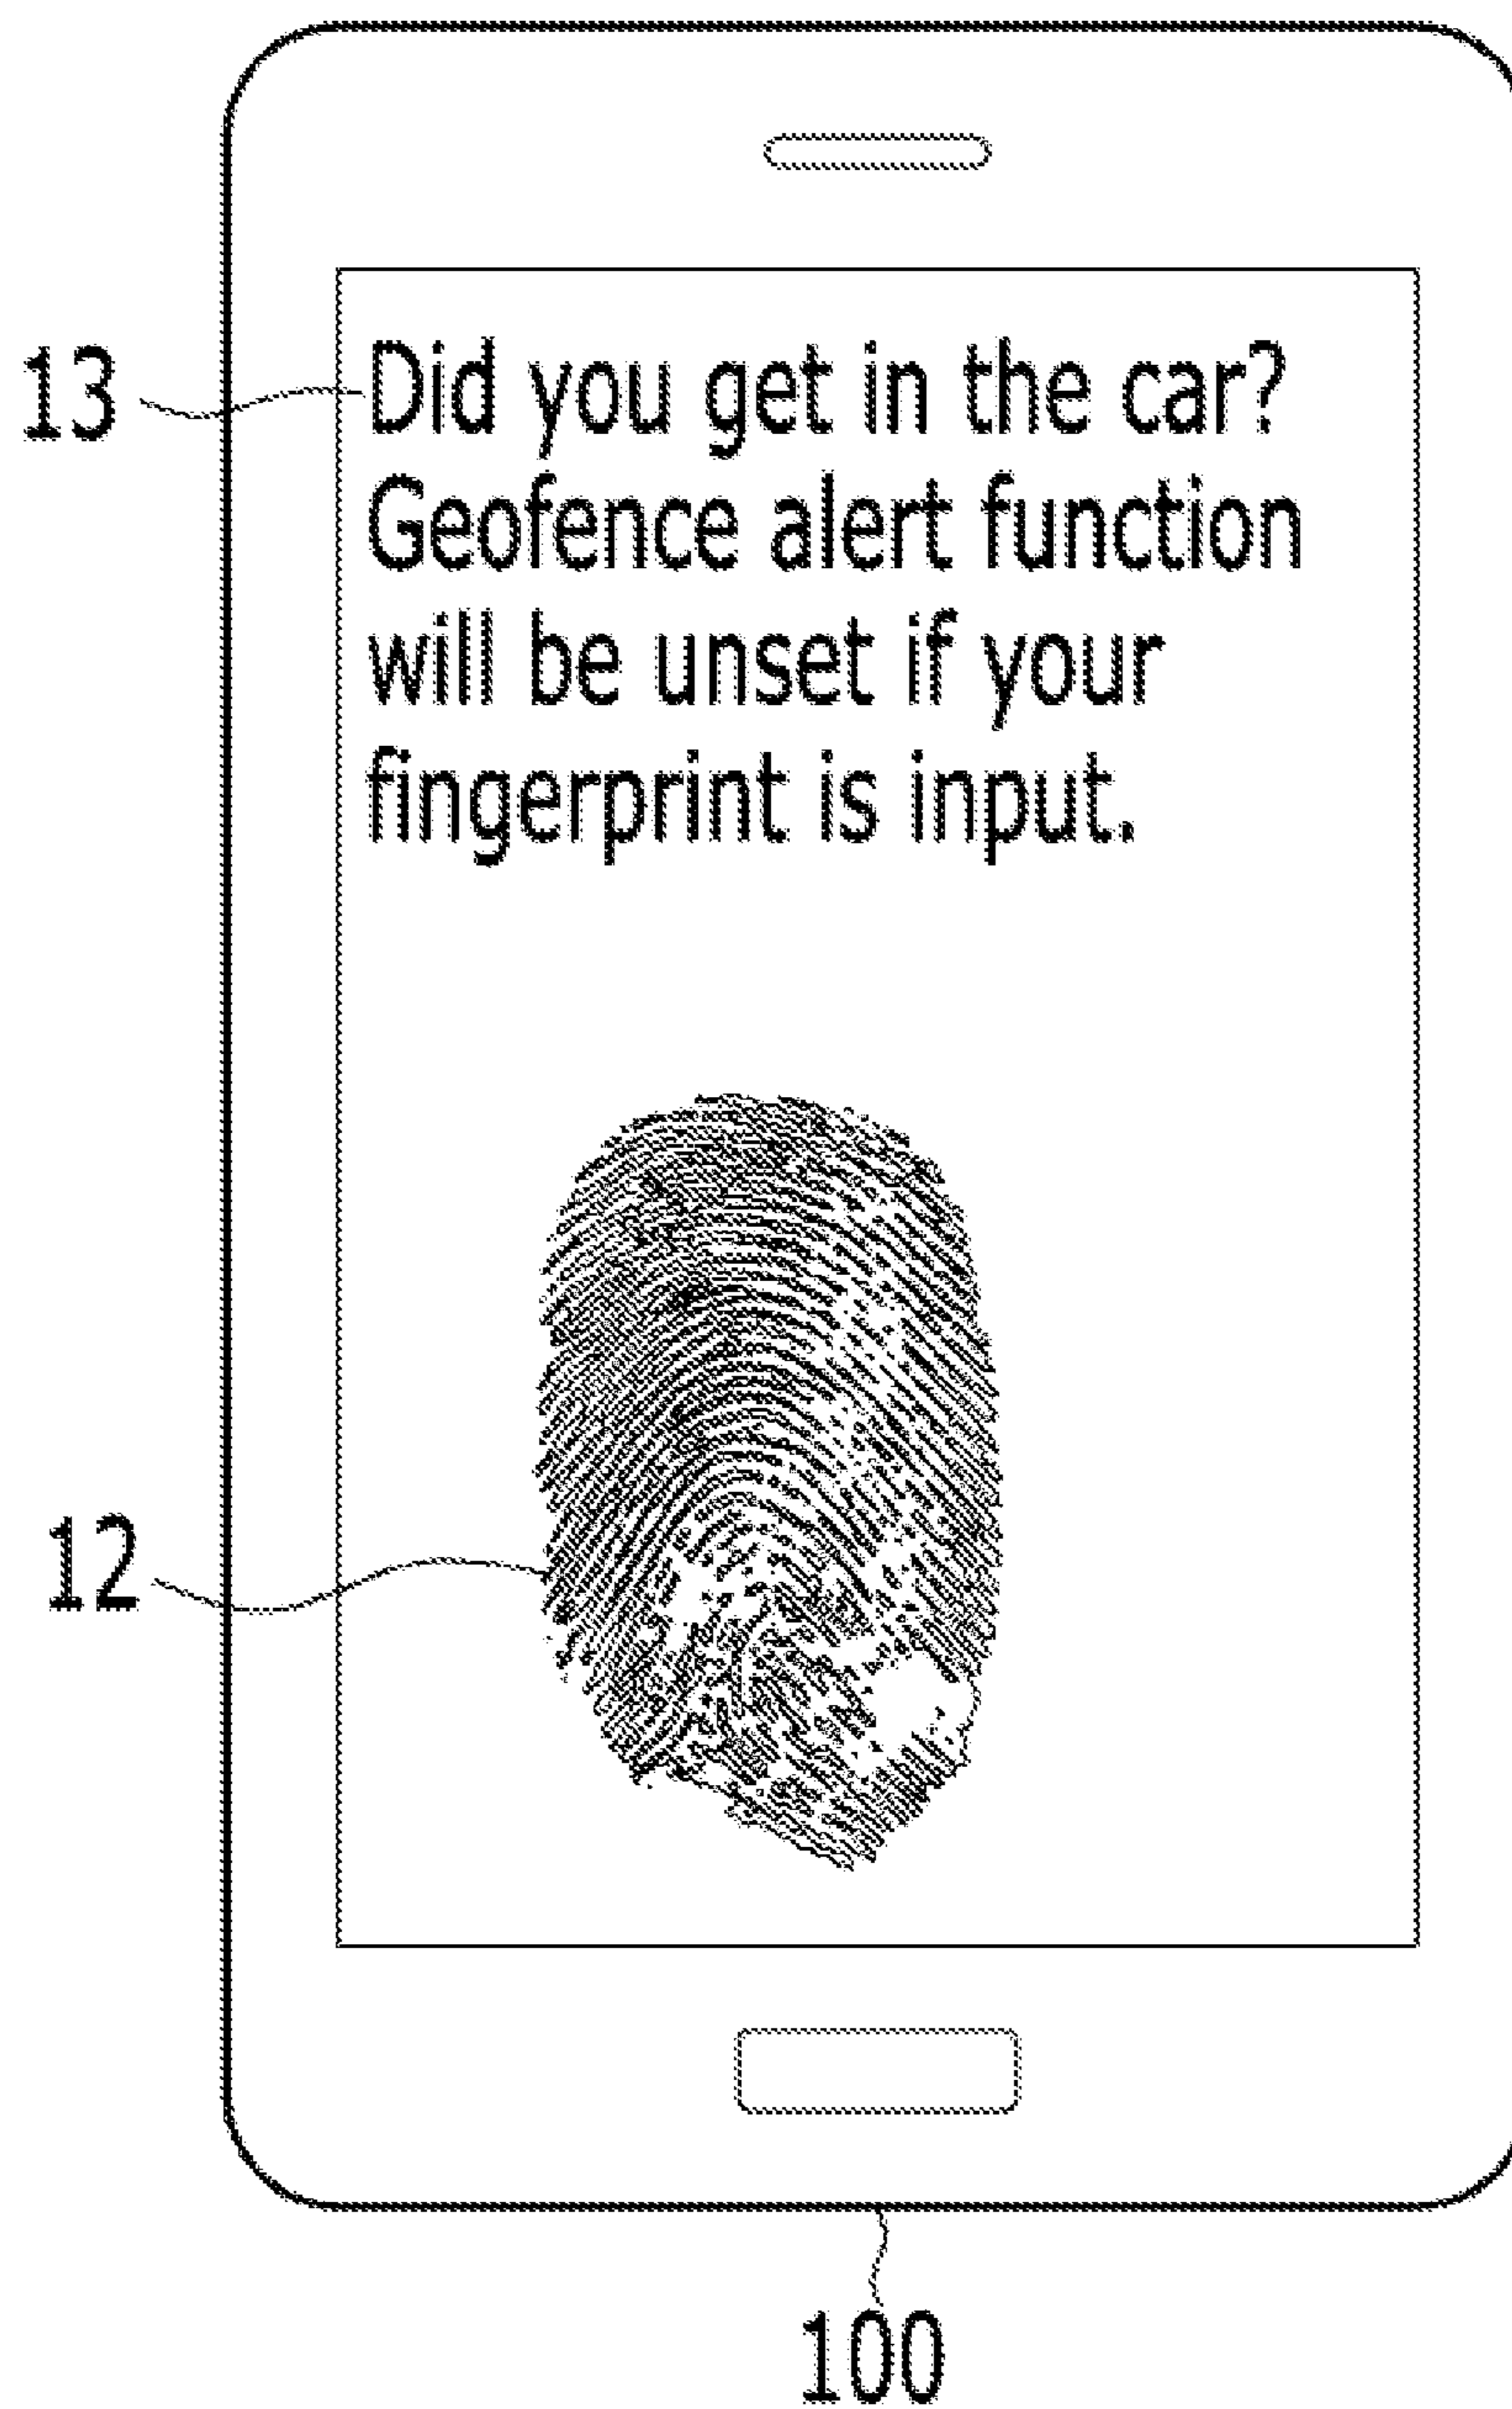 13
Did you get in the car?
Geofence alert function
will be unset if your
fingerprint is input.
12
100